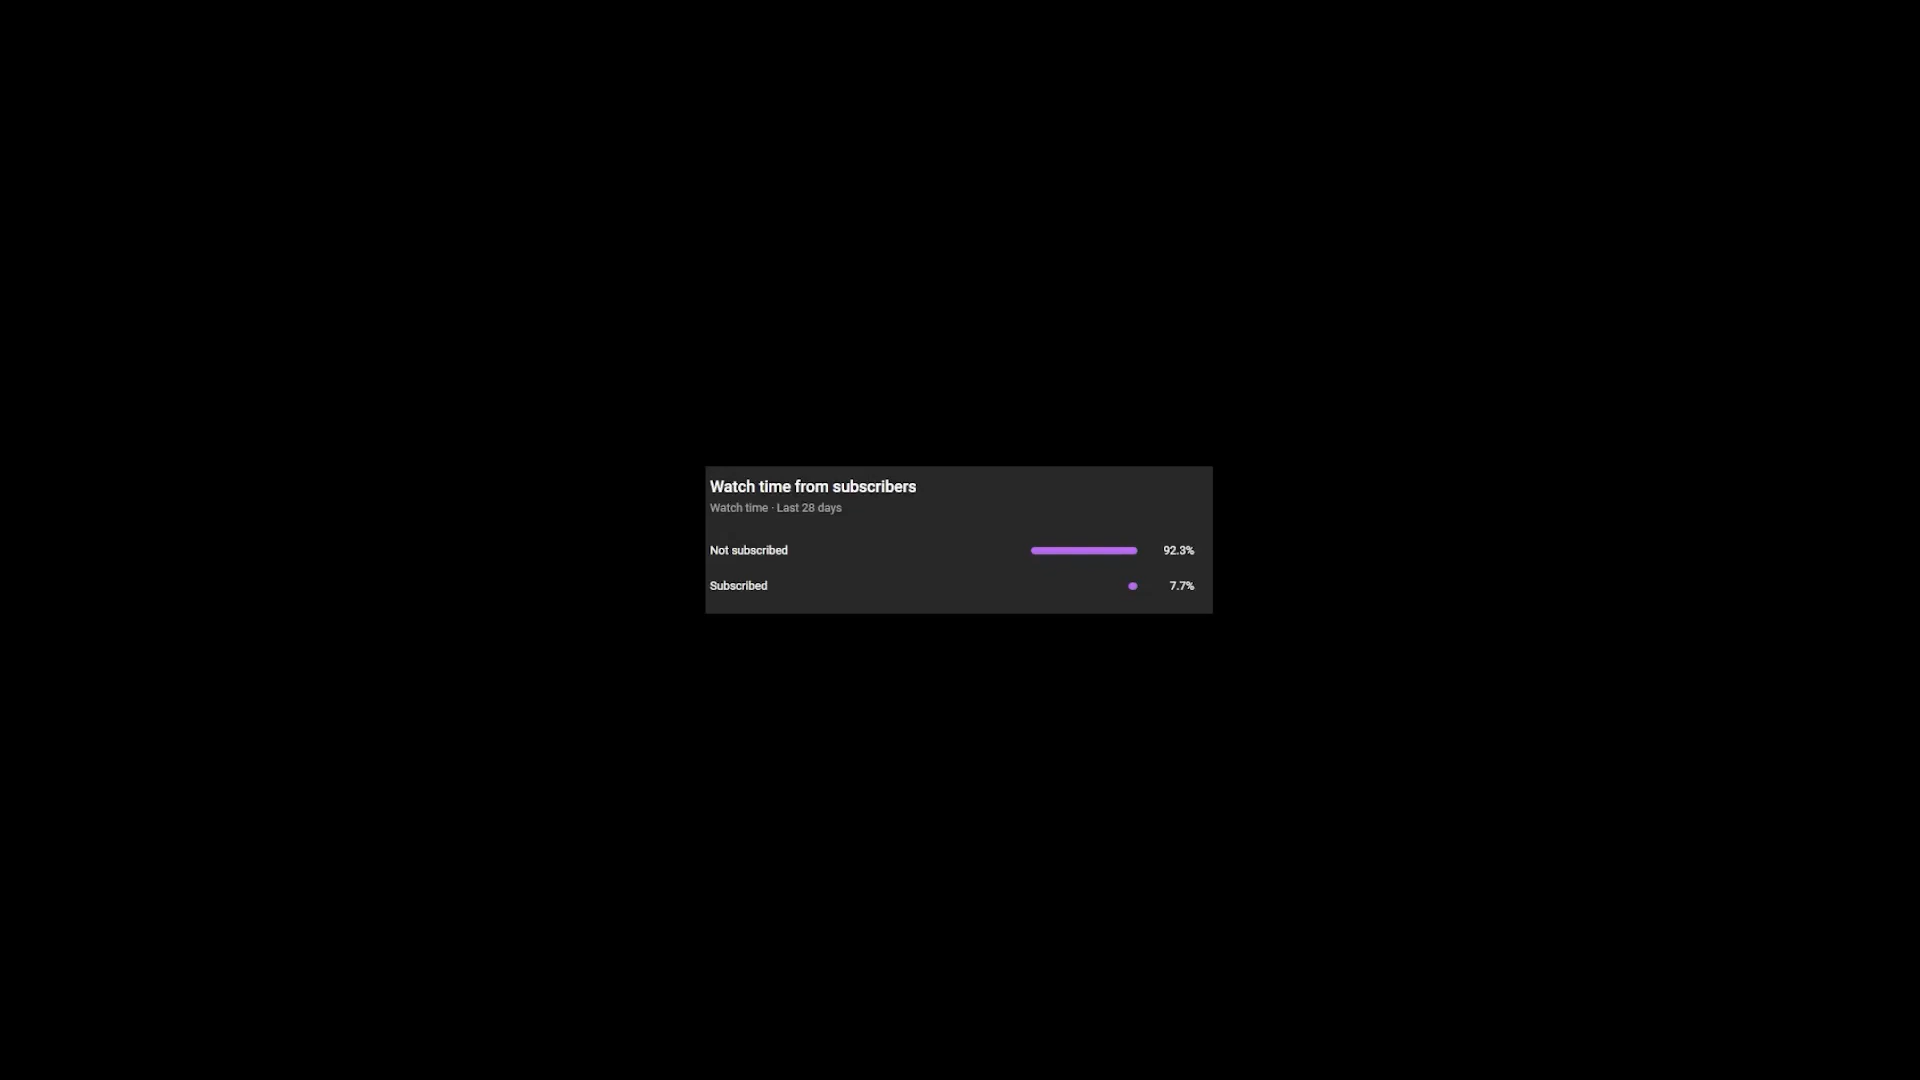 Watch time from subscribers
Watch time · Last 28 days
Not subscribed 92.3%
Subscribed 7.7%